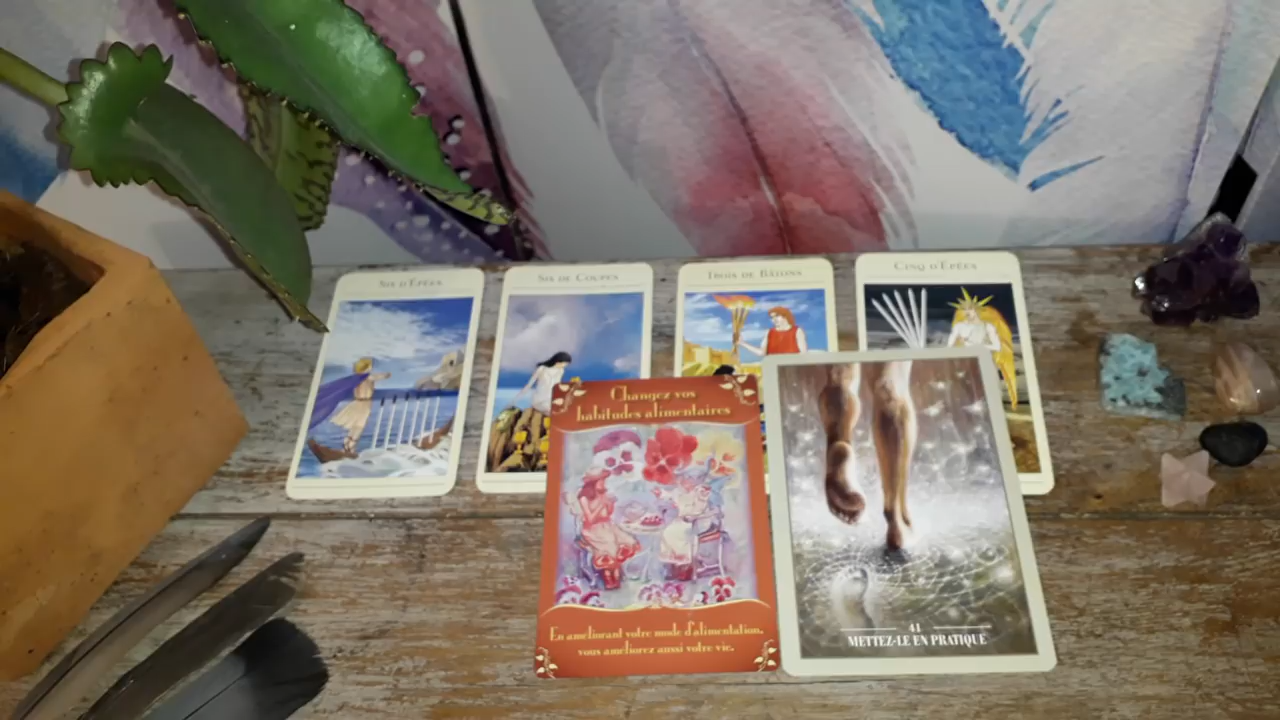 SIX D'ÉPÉES
SIX DE COUPES
TROIS DE BÂTONS
CINQ D'ÉPÉES
Changez vos
habitudes alimentaires
En améliorant votre mode d'alimentation,
vous améliorez aussi votre vie.
41
METTEZ-LE EN PRATIQUE